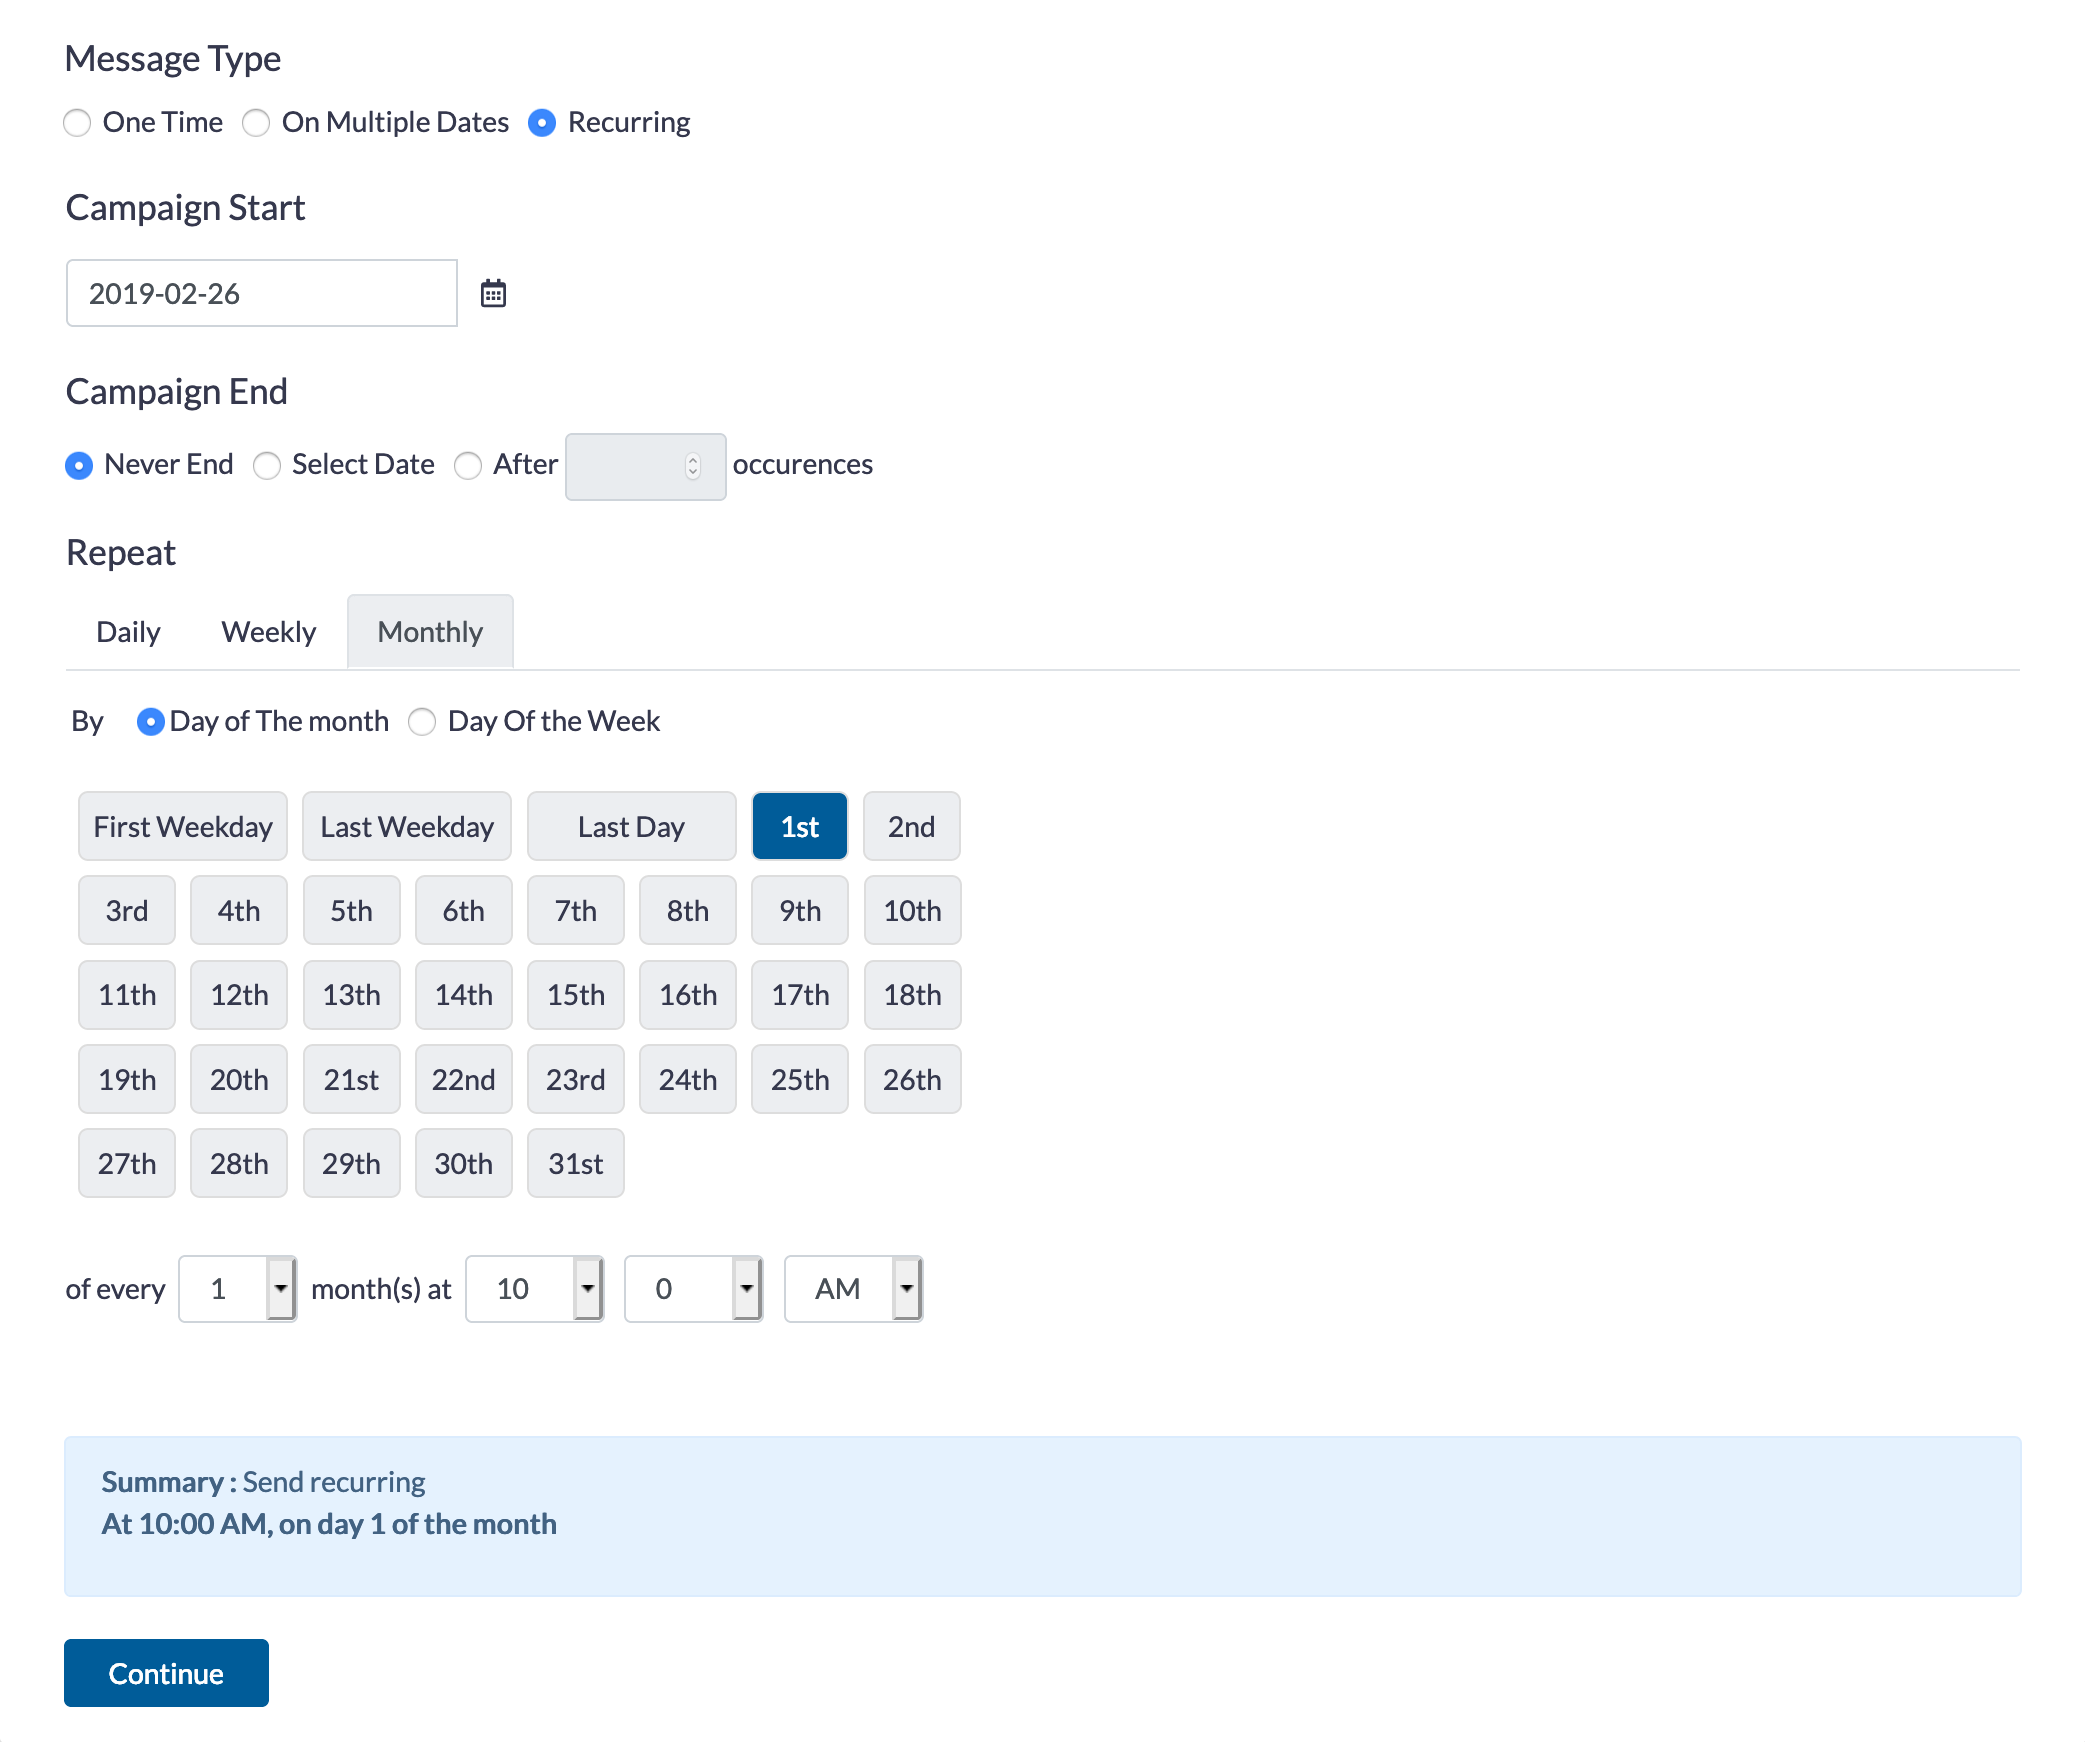 Message Type
One Time On Multiple Dates Recurring
Campaign Start
2019-02-26
Campaign End
Never End Select Date After occurences
Repeat
Daily Weekly Monthly
By Day of The month Day Of the Week
First Weekday Last Weekday Last Day 1st 2nd
3rd 4th 5th 6th 7th 8th 9th 10th
11th 12th 13th 14th 15th 16th 17th 18th
19th 20th 21st 22nd 23rd 24th 25th 26th
27th 28th 29th 30th 31st
of every 1 month(s) at 10 0 AM
Summary : Send recurring
At 10:00 AM, on day 1 of the month
Continue